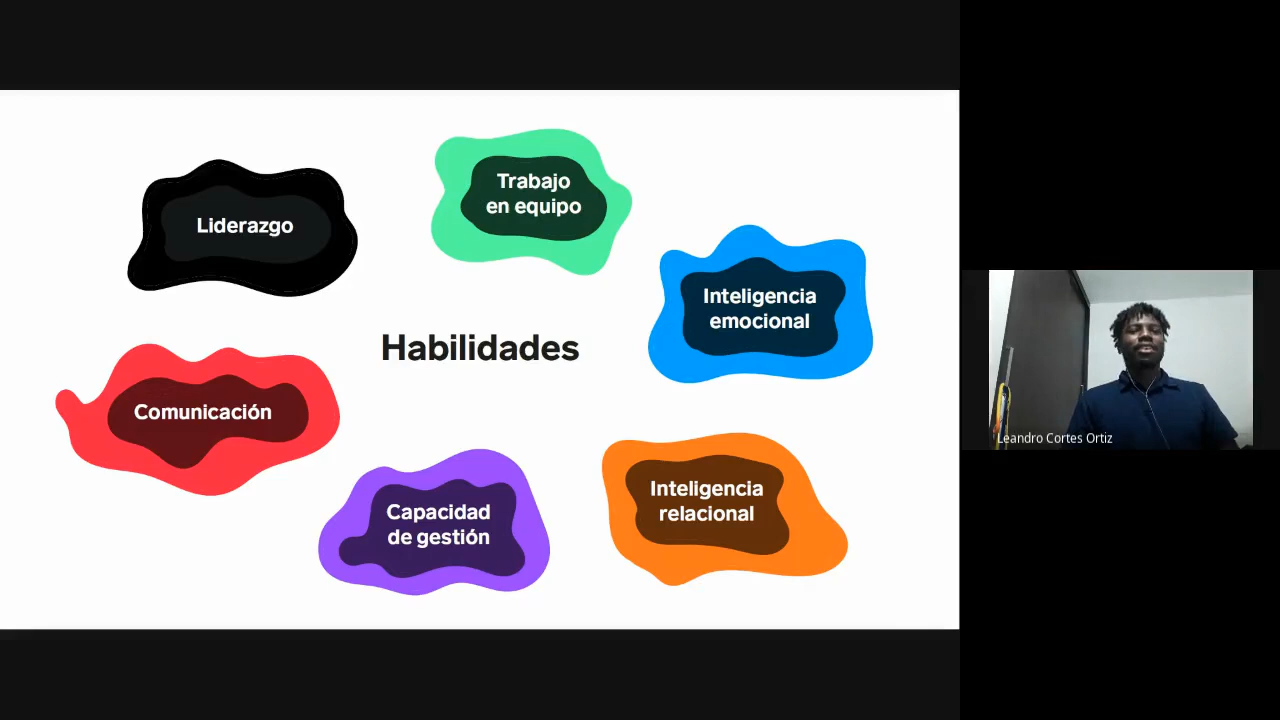 Trabajo
en equipo
Liderazgo
Inteligencia
emocional
Habilidades
Comunicación
Capacidad
de gestión
Inteligencia
relacional
Leandro Cortes Ortiz